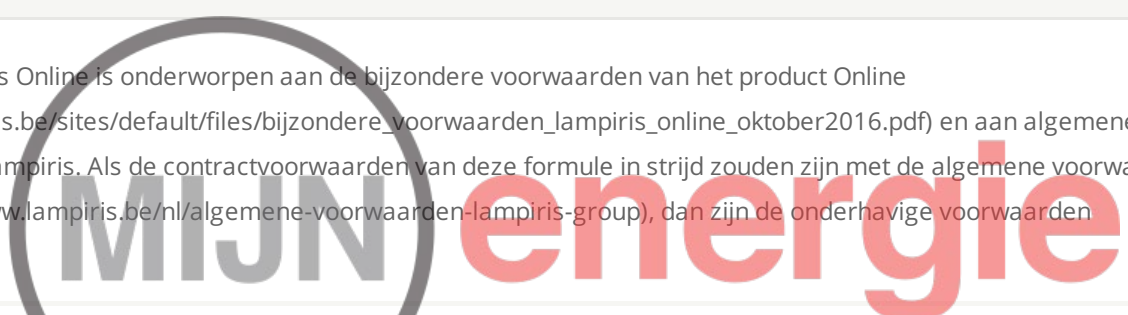 s Online is onderworpen aan de bijzondere voorwaarden van het product Online
s.be/sites/default/files/bijzondere_voorwaarden_lampiris_online_oktober2016.pdf) en aan algemene
ampiris. Als de contractvoorwaarden van deze formule in strijd zouden zijn met de algemene voorwa
w.lampiris.be/nl/algemene-voorwaarden-lampiris-group), dan zijn de onderhavige voorwaarden
MIJN energie